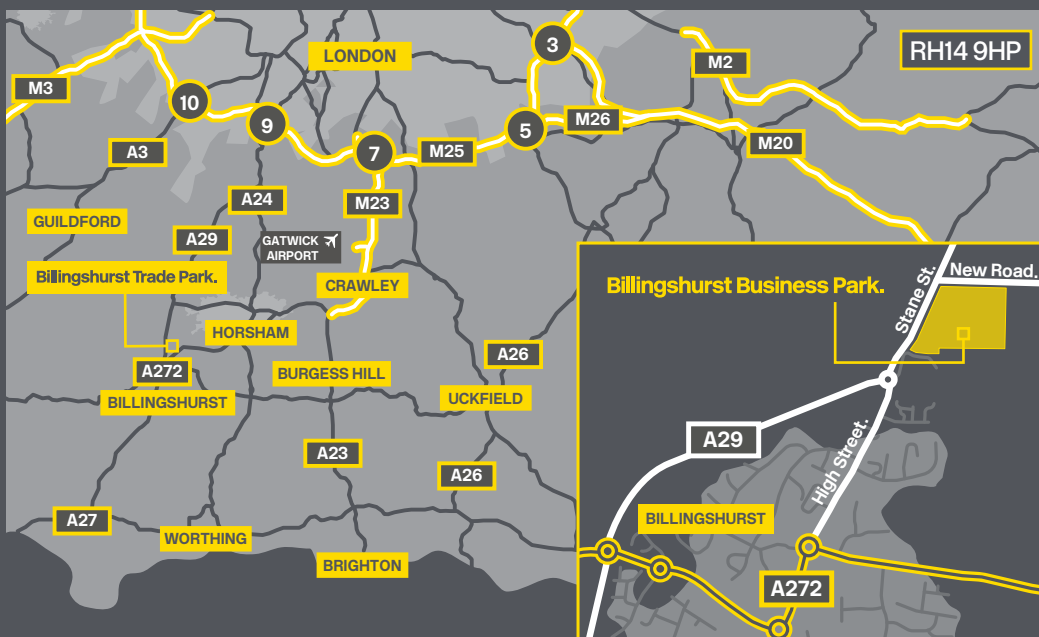 LONDON
3
M2
RH14 9HP
M3
10
9
M26
5
A3
7
M25
M20
A24
M23
GUILDFORD
A29
GATWICK
AIRPORT
Billingshurst Trade Park.
CRAWLEY
HORSHAM
A272
BURGESS HILL
A26
BILLINGSHURST
UCKFIELD
A23
A26
A27
WORTHING
BRIGHTON
Stane St.
New Road.
Billingshurst Business Park.
A29
High Street.
BILLINGSHURST
A272